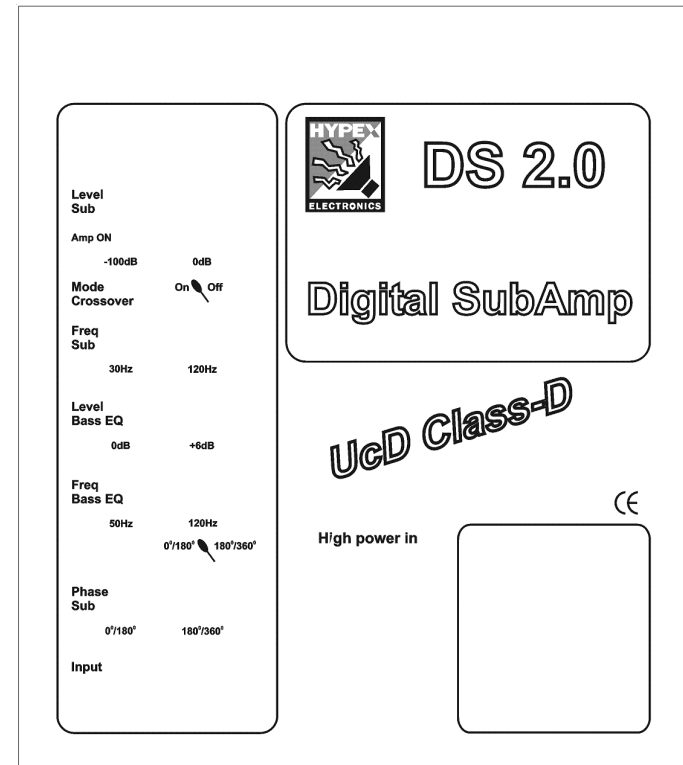 Level
Sub
Amp ON
-100dB 0dB
Mode
Crossover
On Off
Freq
Sub
30Hz 120Hz
Level
Bass EQ
0dB +6dB
Freq
Bass EQ
50Hz 120Hz
0°/180° 180°/360°
Phase
Sub
0°/180° 180°/360°
Input
HYPEX
ELECTRONICS
DS 2.0
Digital SubAmp
UcD Class-D
CE
High power in